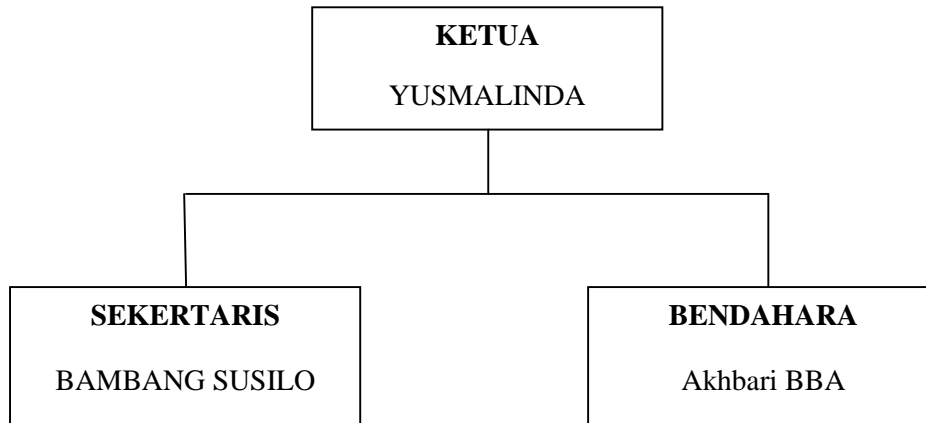 KETUA
YUSMALINDA
SEKERTARIS
BAMBANG SUSILO
BENDAHARA
Akhbari BBA